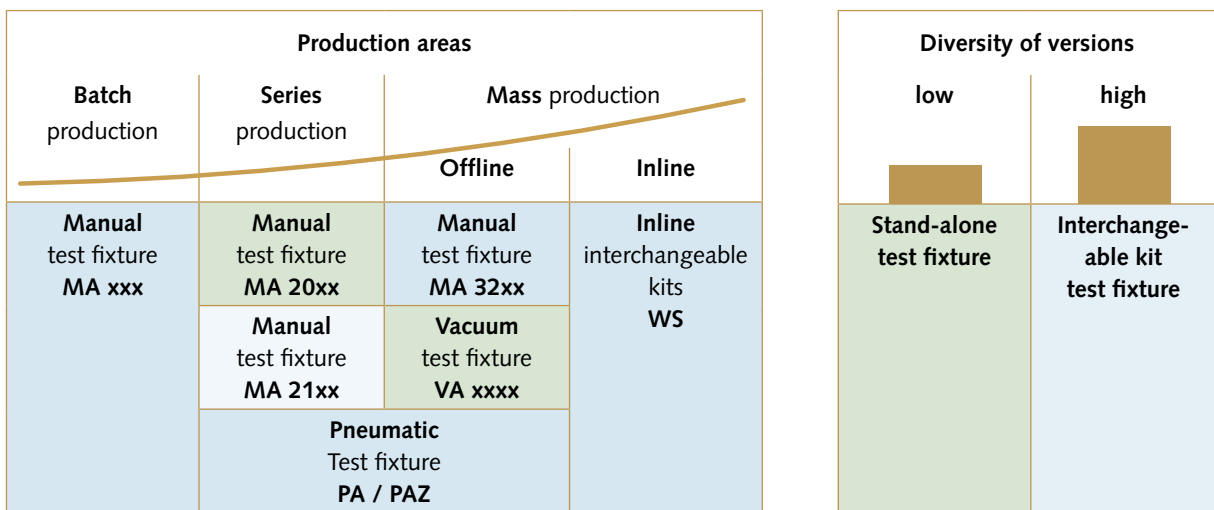 Production areas
Batch
production
Series
production
Mass production
Offline
Inline
Manual
test fixture
MA xxx
Manual
test fixture
MA 20xx
Manual
test fixture
MA 32xx
Inline
interchangeable
kits
WS
Manual
test fixture
MA 21xx
Vacuum
test fixture
VA xxxx
Pneumatic
Test fixture
PA / PAZ
Diversity of versions
low
high
Stand-alone
test fixture
Interchange-
able kit
test fixture